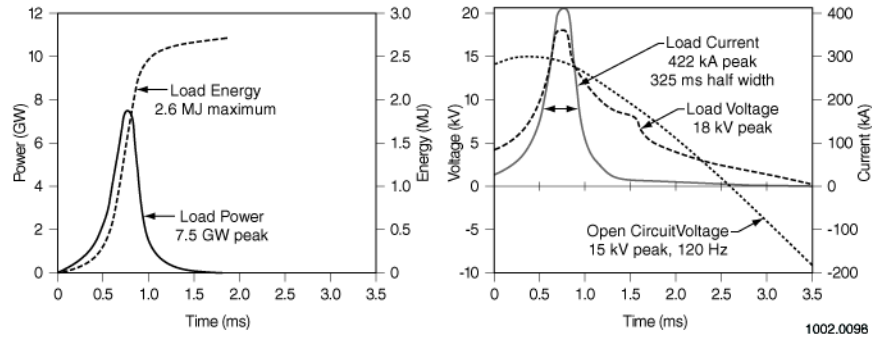 12
10
8
6
4
2
0
Power (GW)
3.0
2.5
2.0
1.5
1.0
0.5
0
Energy (MJ)
Load Energy
2.6 MJ maximum
Load Power
7.5 GW peak
0
0.5
1.0
1.5
2.0
2.5
3.0
3.5
Time (ms)
20
15
10
5
0
-5
-10
Voltage (kV)
400
300
200
100
0
-100
-200
Current (kA)
Load Current
422 kA peak
325 ms half width
Load Voltage
18 kV peak
Open CircuitVoltage
15 kV peak, 120 Hz
0
0.5
1.0
1.5
2.0
2.5
3.0
3.5
Time (ms)
1002.0098